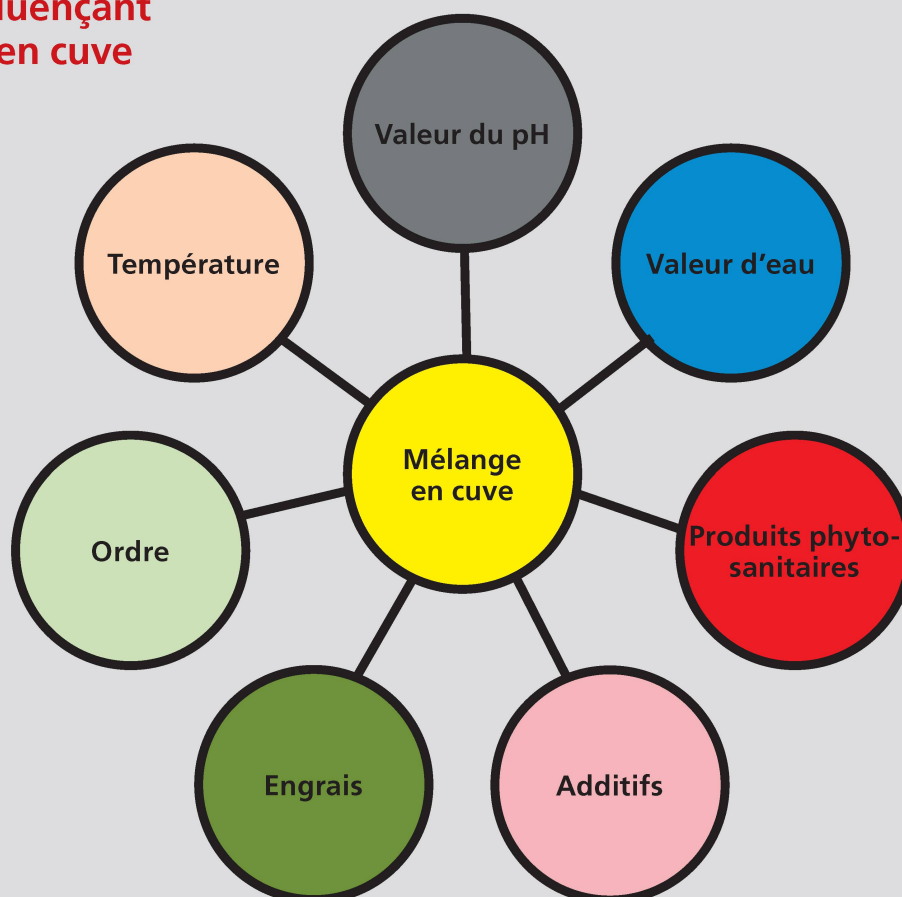 luençant
en cuve
Valeur du pH
Température
Valeur d’eau
Mélange
en cuve
Ordre
Produits phyto-
sanitaires
Engrais
Additifs